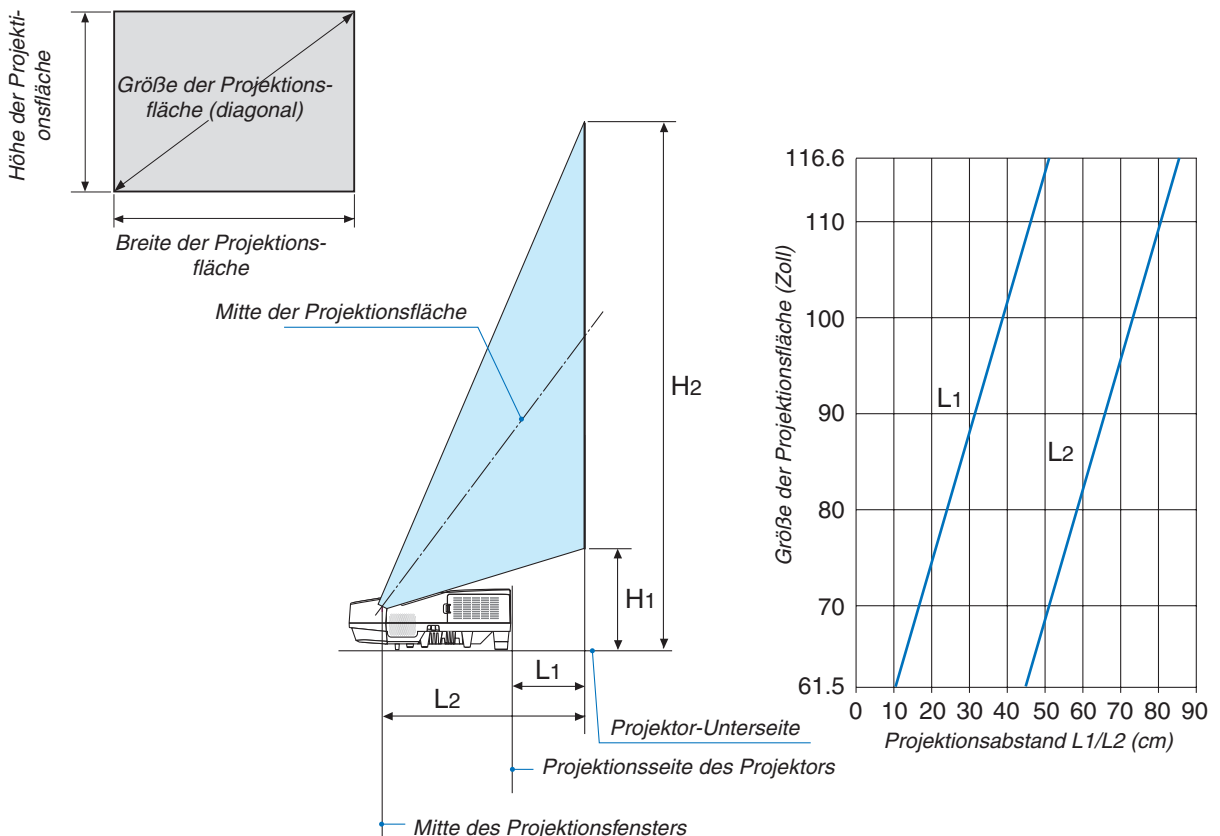 Höhe der Projekti-
onsfläche
Größe der Projektions-
fläche (diagonal)
Breite der Projektions-
fläche
Mitte der Projektionsfläche
H2
H1
L1
L2
Projektor-Unterseite
Projektionsseite des Projektors
Mitte des Projektionsfensters
Größe der Projektionsfläche (Zoll)
116.6
110
100
90
80
70
61.5
L1
L2
0 10 20 30 40 50 60 70 80 90
Projektionsabstand L1/L2 (cm)